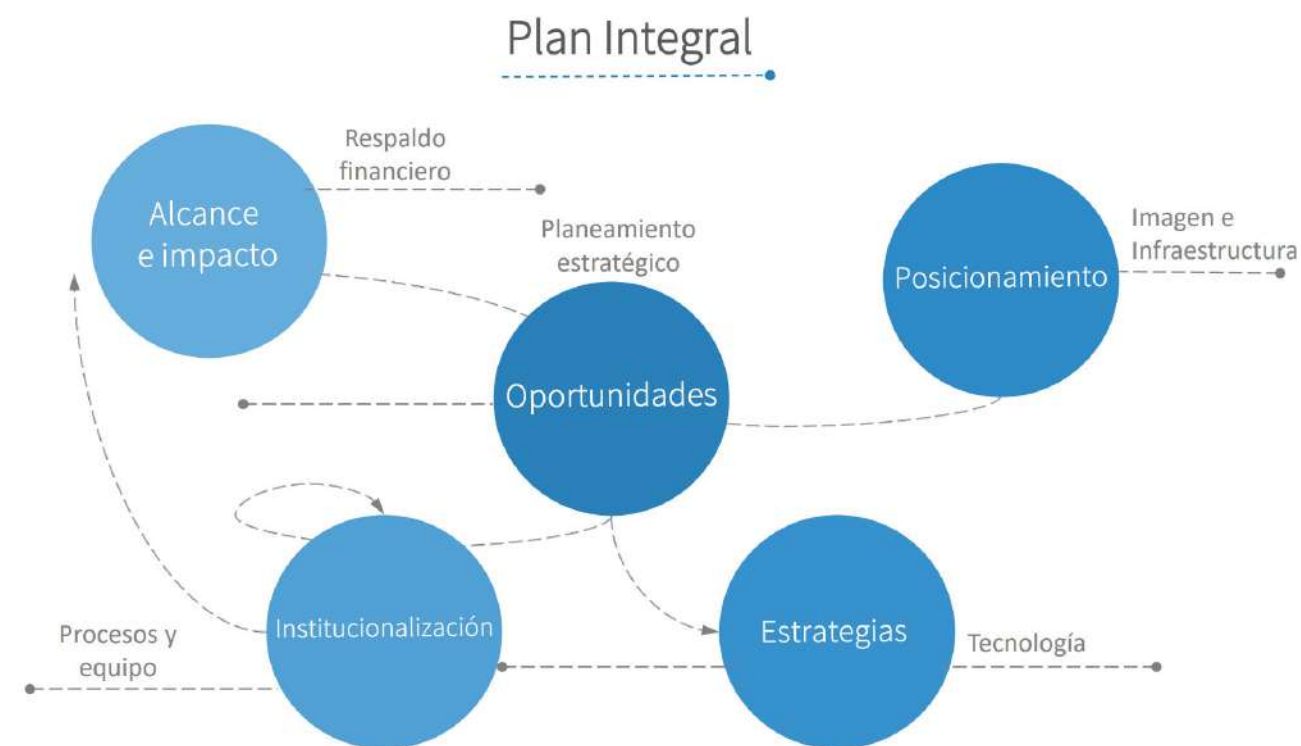 Plan Integral
Respaldo
financiero
Alcance
e impacto
Planeamiento
estratégico
Imagen e
Infraestructura
Posicionamiento
Oportunidades
Institucionalización
Estrategias
Procesos y
equipo
Tecnología